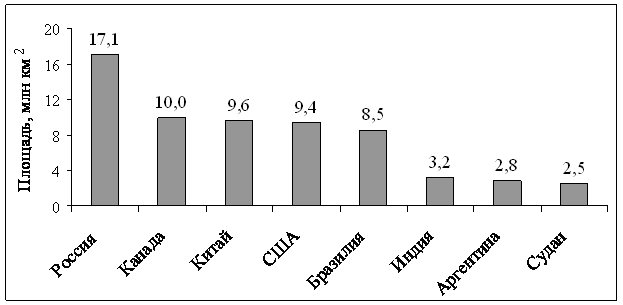 Площадь, млн км 2
20
16
12
8
4
0
17,1
10,0
9,6
9,4
8,5
3,2
2,8
2,5
Россия
Канада
Китай
США
Бразилия
Индия
Аргентина
Судан